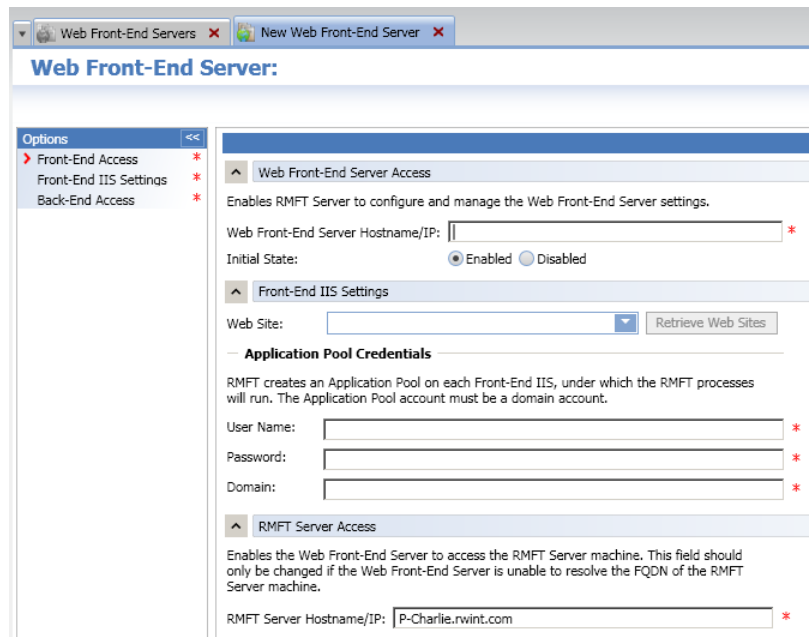 Web Front-End Servers
New Web Front-End Server
Web Front-End Server:
Options <<
Front-End Access *
Front-End IIS Settings *
Back-End Access *
Web Front-End Server Access
Enables RMFT Server to configure and manage the Web Front-End Server settings.
Web Front-End Server Hostname/IP: *
Initial State: Enabled Disabled
Front-End IIS Settings
Web Site: Retrieve Web Sites
Application Pool Credentials
RMFT creates an Application Pool on each Front-End IIS, under which the RMFT processes
will run. The Application Pool account must be a domain account.
User Name: *
Password: *
Domain: *
RMFT Server Access
Enables the Web Front-End Server to access the RMFT Server machine. This field should
only be changed if the Web Front-End Server is unable to resolve the FQDN of the RMFT
Server machine.
RMFT Server Hostname/IP: P-Charlie.rwint.com *